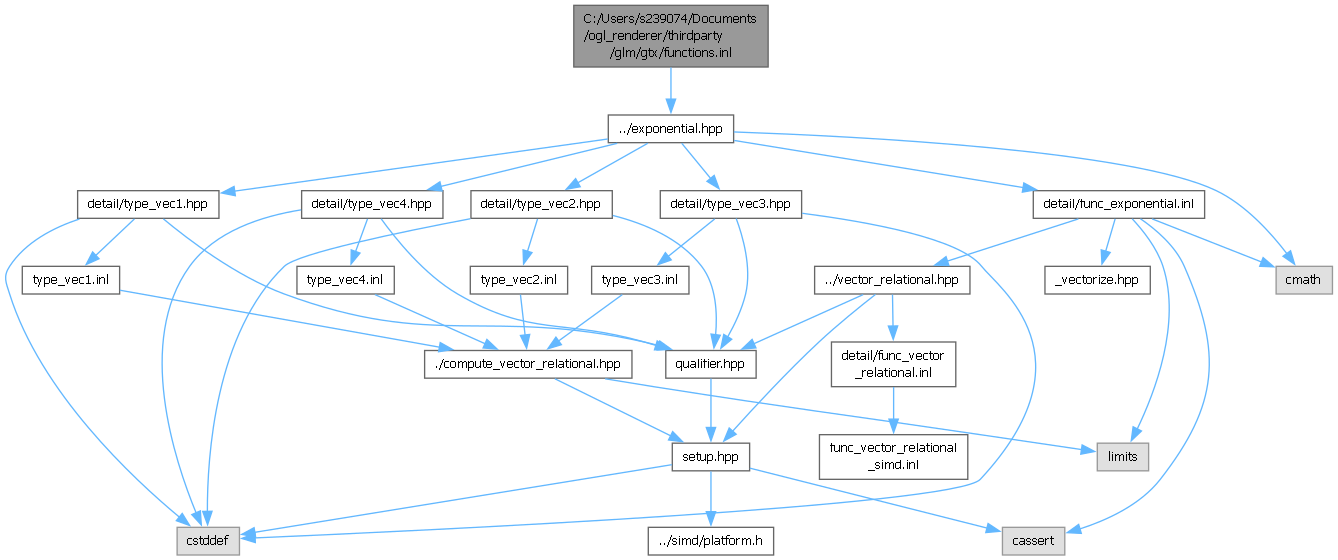 C:/Users/s239074/Documents
/ogl_renderer/thirdparty
/glm/gtx/functions.inl
../exponential.hpp
detail/type_vec1.hpp
detail/type_vec4.hpp
detail/type_vec2.hpp
detail/type_vec3.hpp
detail/func_exponential.inl
type_vec1.inl
type_vec4.inl
type_vec2.inl
type_vec3.inl
../vector_relational.hpp
_vectorize.hpp
cmath
./compute_vector_relational.hpp
qualifier.hpp
detail/func_vector
_relational.inl
setup.hpp
func_vector_relational
_simd.inl
limits
cstddef
../simd/platform.h
cassert